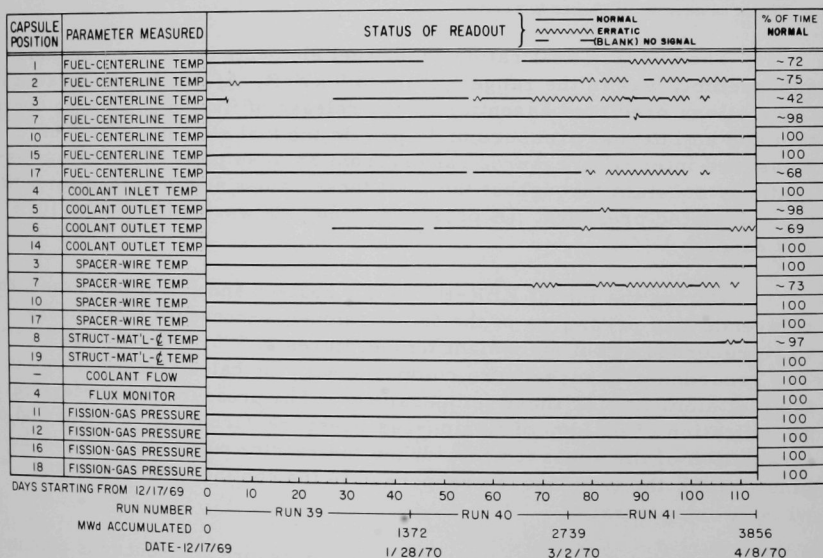 CAPSULE POSITION PARAMETER MEASURED STATUS OF READOUT NORMAL ERRATIC (BLANK) NO SIGNAL % OF TIME NORMAL
1 FUEL-CENTERLINE TEMP ~72
2 FUEL-CENTERLINE TEMP ~75
3 FUEL-CENTERLINE TEMP ~42
7 FUEL-CENTERLINE TEMP ~98
10 FUEL-CENTERLINE TEMP 100
15 FUEL-CENTERLINE TEMP 100
17 FUEL-CENTERLINE TEMP ~68
4 COOLANT INLET TEMP 100
5 COOLANT OUTLET TEMP ~98
6 COOLANT OUTLET TEMP ~69
14 COOLANT OUTLET TEMP 100
3 SPACER-WIRE TEMP 100
7 SPACER-WIRE TEMP ~73
10 SPACER-WIRE TEMP 100
17 SPACER-WIRE TEMP 100
8 STRUCT-MAT'L-℄ TEMP ~97
19 STRUCT-MAT'L-℄ TEMP 100
— COOLANT FLOW 100
4 FLUX MONITOR 100
11 FISSION-GAS PRESSURE 100
12 FISSION-GAS PRESSURE 100
16 FISSION-GAS PRESSURE 100
18 FISSION-GAS PRESSURE 100
DAYS STARTING FROM 12/17/69 0 10 20 30 40 50 60 70 80 90 100 110
RUN NUMBER RUN 39 RUN 40 RUN 41
MWd ACCUMULATED 0 1372 2739 3856
DATE-12/17/69 1/28/70 3/2/70 4/8/70